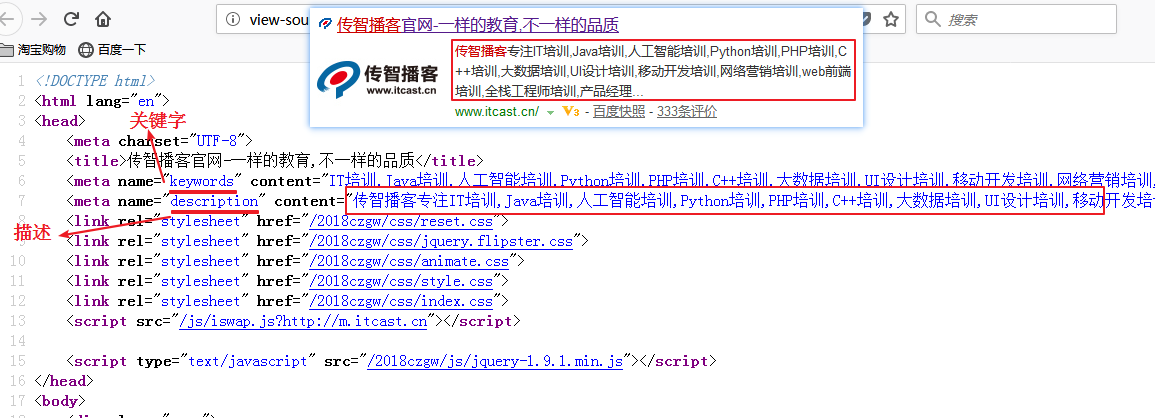 view-sou
搜索
淘宝购物
百度一下
传智播客官网-一样的教育,不一样的品质
传智播客
www.itcast.cn
传智播客专注IT培训,Java培训,人工智能培训,Python培训,PHP培训,C
++培训,大数据培训,UI设计培训,移动开发培训,网络营销培训,web前端
培训,全栈工程师培训,产品经理...
www.itcast.cn/ V3 - 百度快照 - 333条评价
1 <!DOCTYPE html>
2 <html lang="en">
3 <head>
关键字
4 <meta charset="UTF-8">
5 <title>传智播客官网-一样的教育,不一样的品质</title>
6 <meta name="keywords" content="IT培训,Java培训,人工智能培训,Python培训,PHP培训,C++培训,大数据培训,UI设计培训,移动开发培训,网络营销培训,
7 <meta name="description" content="传智播客专注IT培训,Java培训,人工智能培训,Python培训,PHP培训,C++培训,大数据培训,UI设计培训,移动开发培
描述
8 <link rel="stylesheet" href="/2018czgw/css/reset.css">
9 <link rel="stylesheet" href="/2018czgw/css/jquery.flipster.css">
10 <link rel="stylesheet" href="/2018czgw/css/animate.css">
11 <link rel="stylesheet" href="/2018czgw/css/style.css">
12 <link rel="stylesheet" href="/2018czgw/css/index.css">
13 <script src="/js/iswap.js?http://m.itcast.cn"></script>
14
15 <script type="text/javascript" src="/2018czgw/js/jquery-1.9.1.min.js"></script>
16 </head>
17 <body>